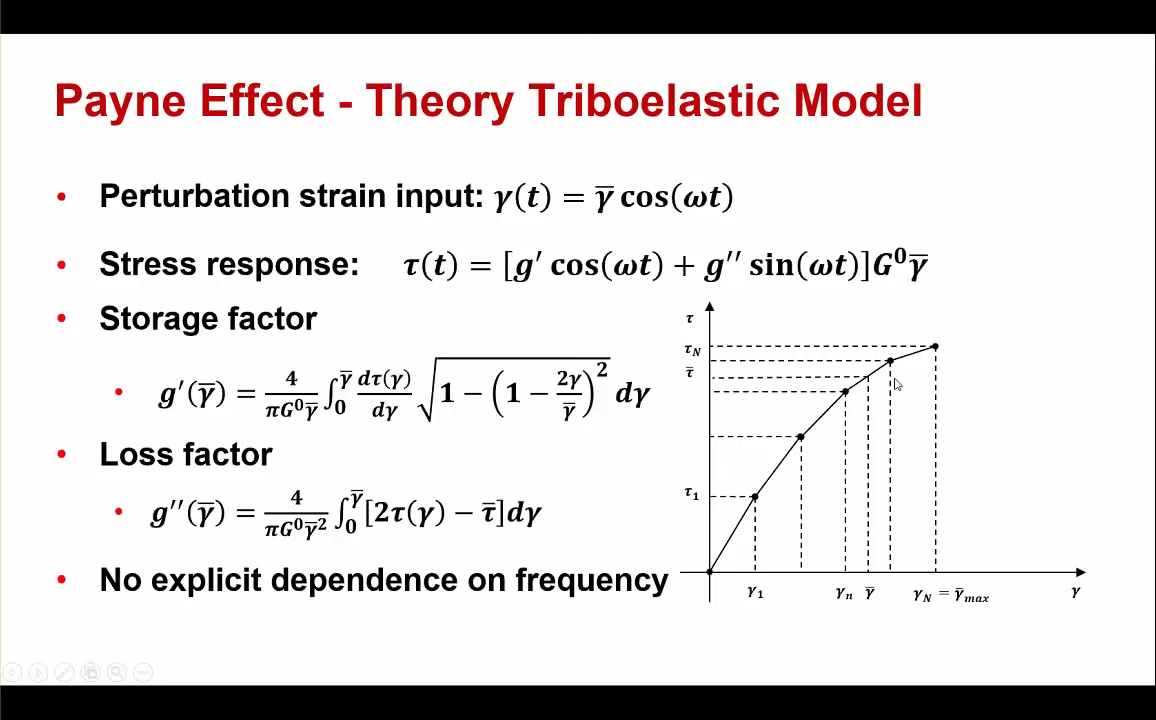 Payne Effect - Theory Triboelastic Model
• Perturbation strain input: γ(t) = γ̅ cos(ωt)
• Stress response: τ(t) = [g′ cos(ωt) + g′′ sin(ωt)]G⁰γ̅
• Storage factor
• g′(γ̅) = 4/(πG⁰γ̅) ∫₀^γ̅ dτ(γ)/dγ √(1 − (1 − 2γ/γ̅)²) dγ
• Loss factor
• g′′(γ̅) = 4/(πG⁰γ̅²) ∫₀^γ̅ [2τ(γ) − τ̅]dγ
• No explicit dependence on frequency
τ
τ_N
τ̅
τ₁
γ₁ γₙ γ̅ γ_N = γ̅_max γ